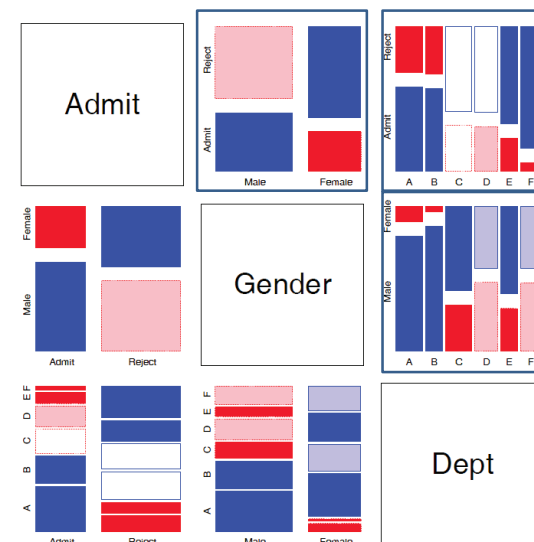 Admit
Reject
Admit
Male Female
Reject
Admit
A B C D E F
Female
Male
Admit Reject
Gender
Female
Male
A B C D E F
F
E
D
C
B
A
Admit Reject
F
E
D
C
B
A
Male Female
Dept